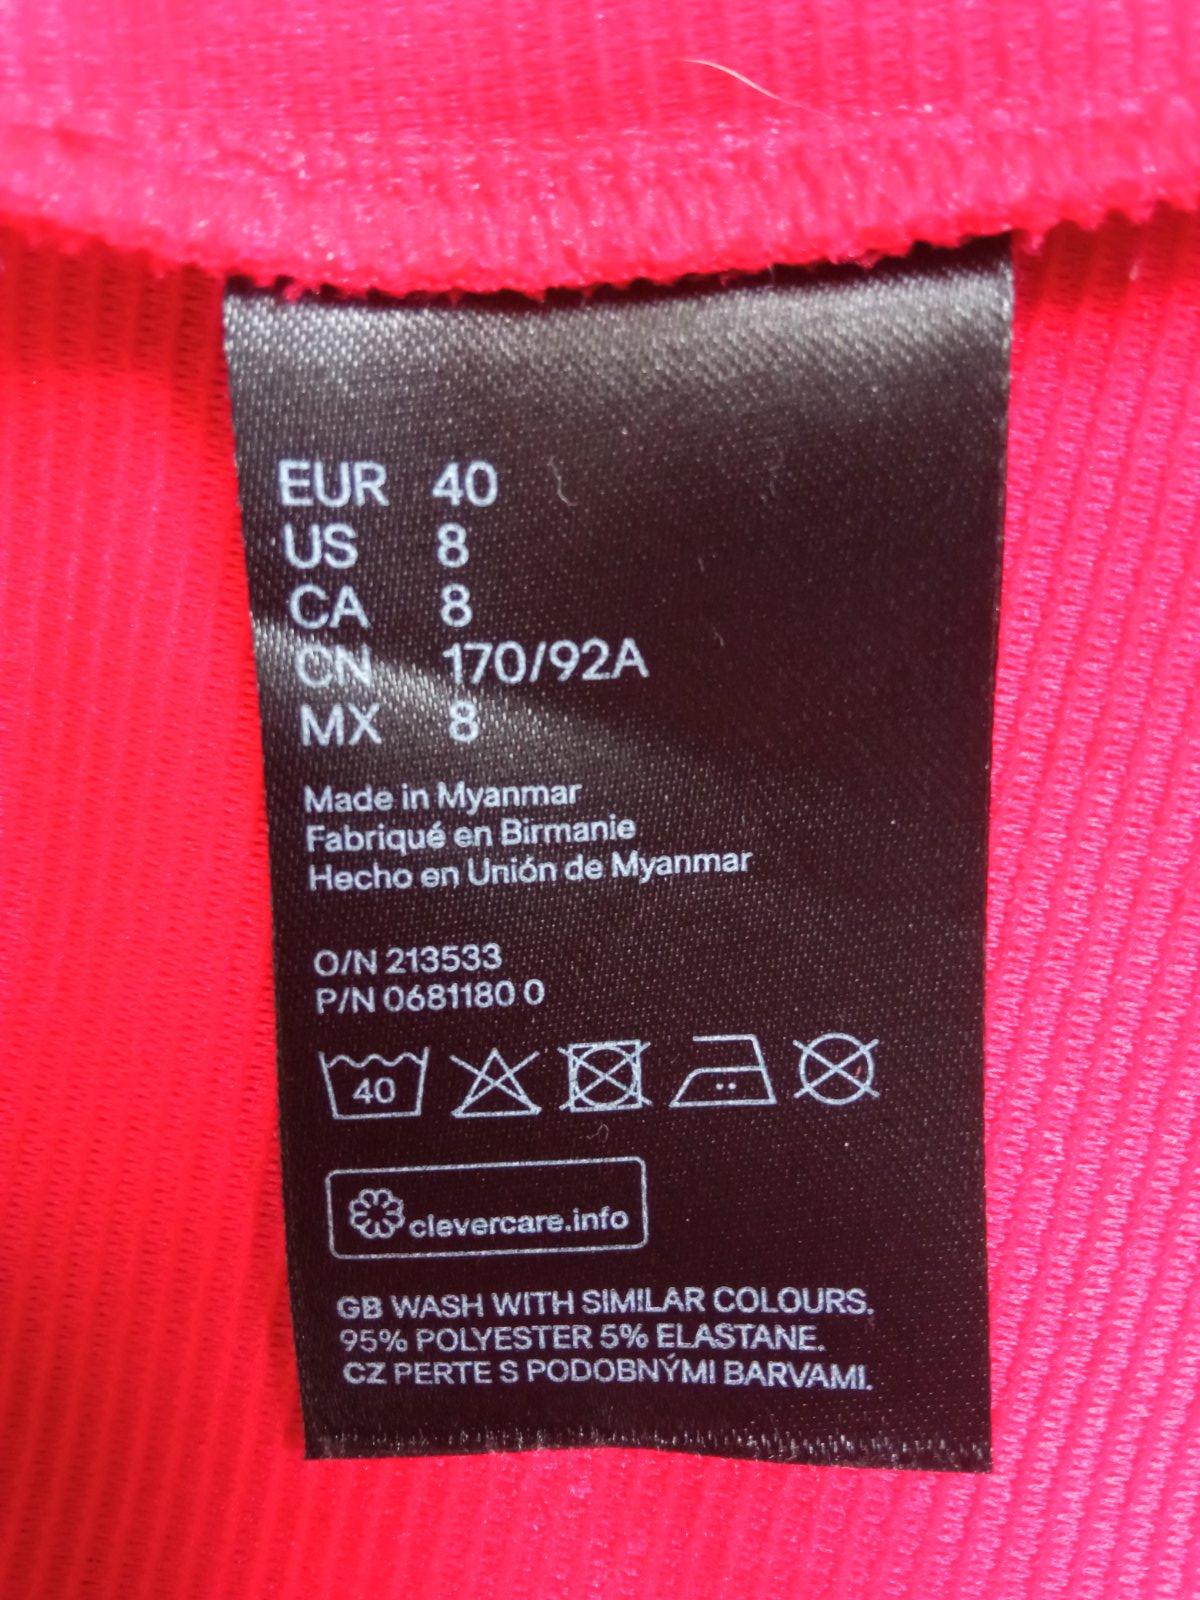 EUR 40
US 8
CA 8
CN 170/92A
MX 8
Made in Myanmar
Fabriqué en Birmanie
Hecho en Unión de Myanmar
O/N 213533
P/N 0681180 0
40
clevercare.info
GB WASH WITH SIMILAR COLOURS.
95% POLYESTER 5% ELASTANE.
CZ PERTE S PODOBNÝMI BARVAMI.